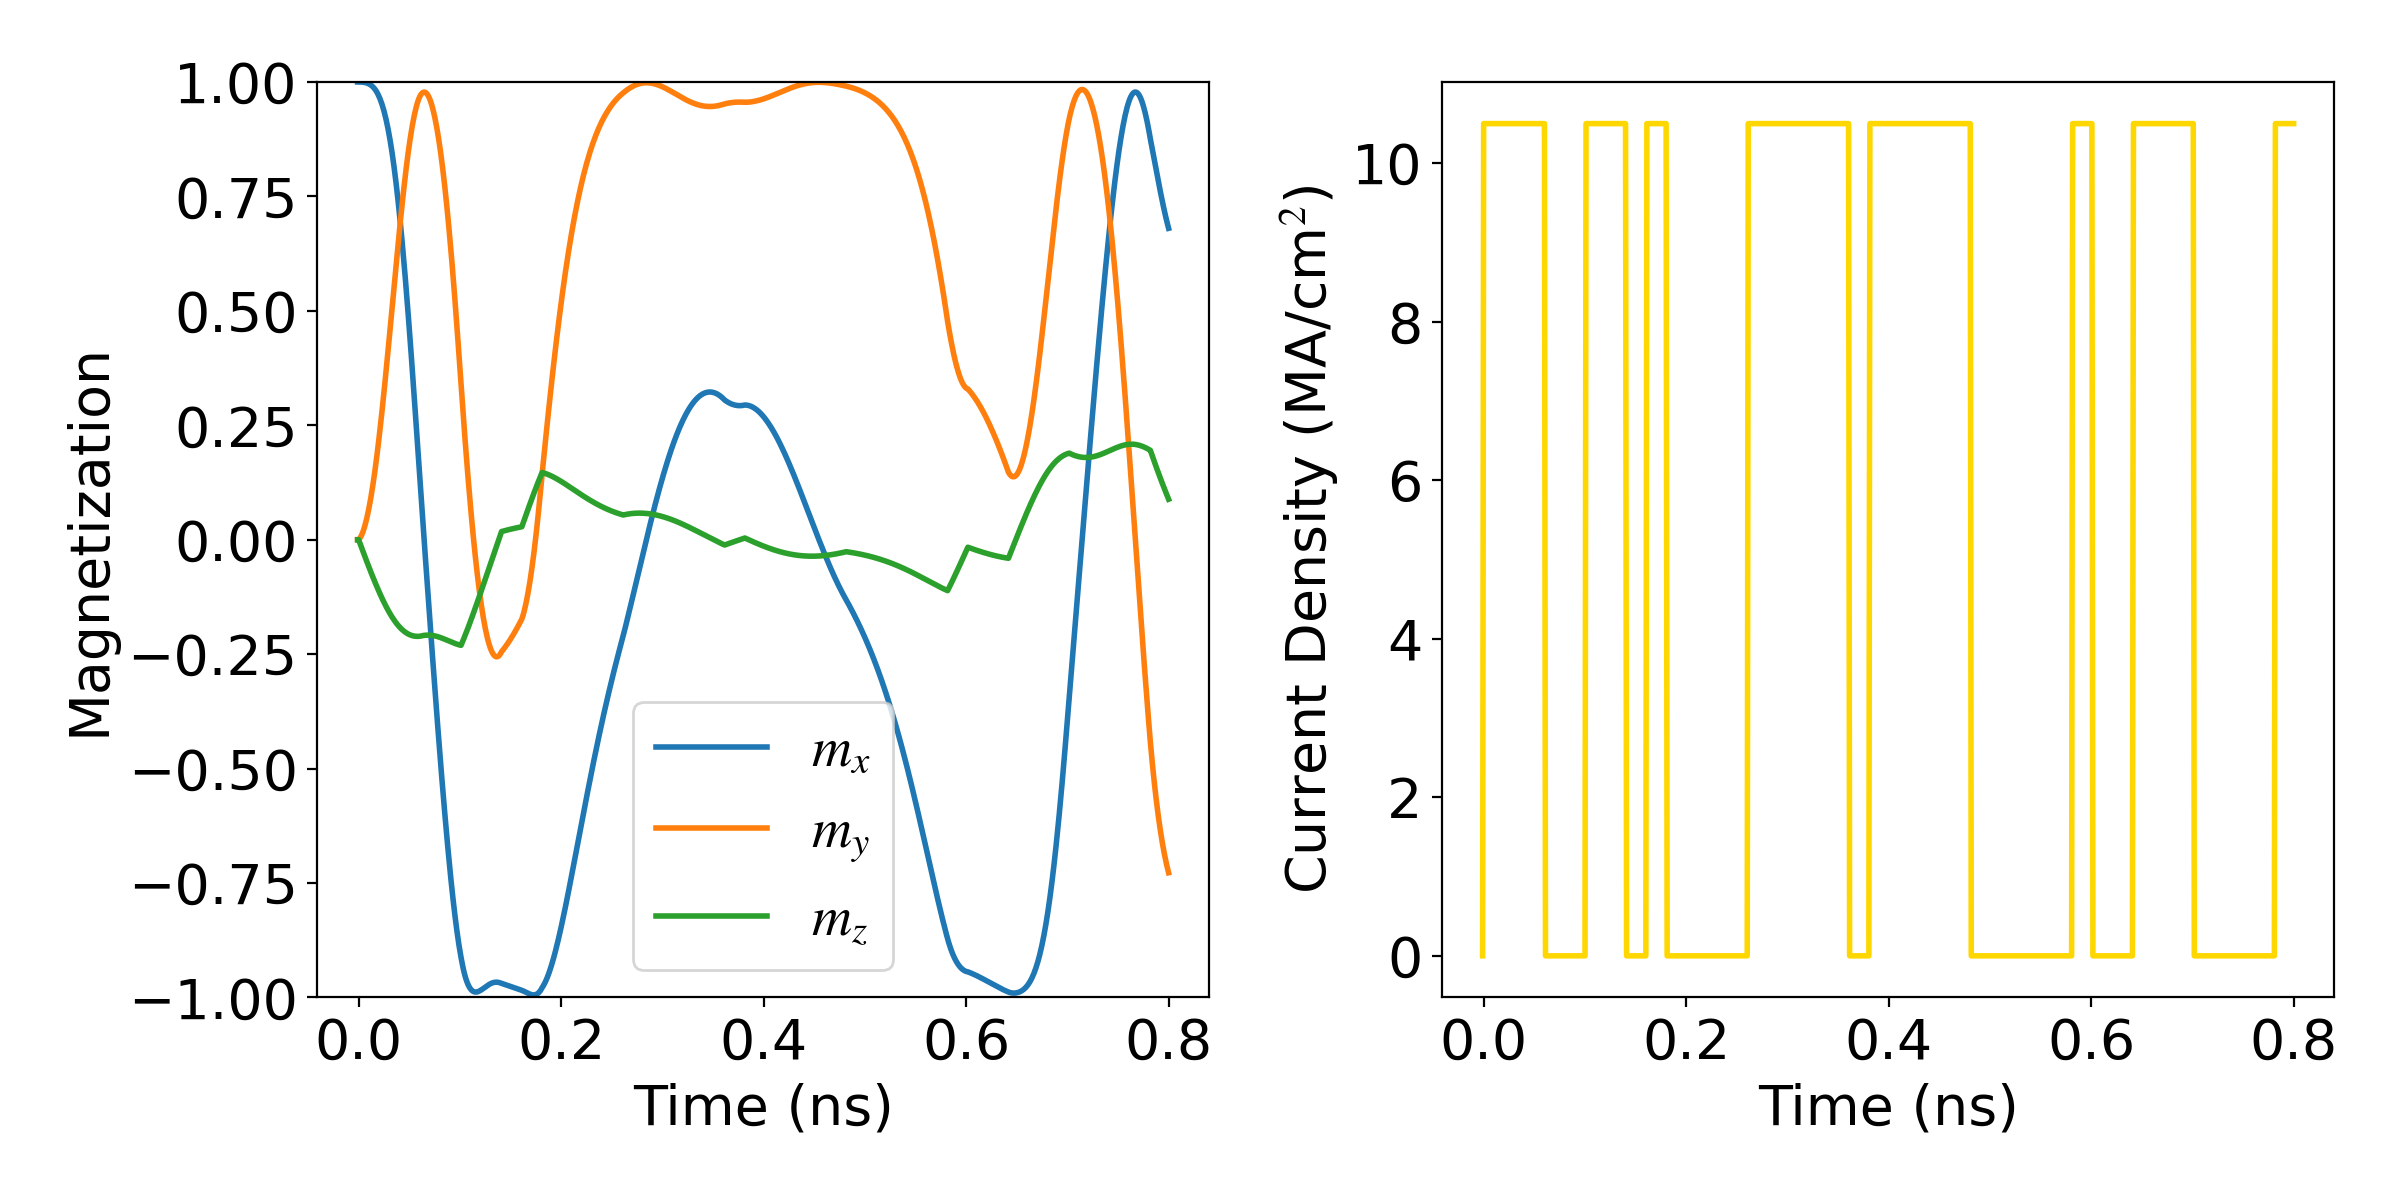 Magnetization
1.00
0.75
0.50
0.25
0.00
−0.25
−0.50
−0.75
−1.00
0.0 0.2 0.4 0.6 0.8
Time (ns)
m_x
m_y
m_z
Current Density (MA/cm²)
10
8
6
4
2
0
0.0 0.2 0.4 0.6 0.8
Time (ns)